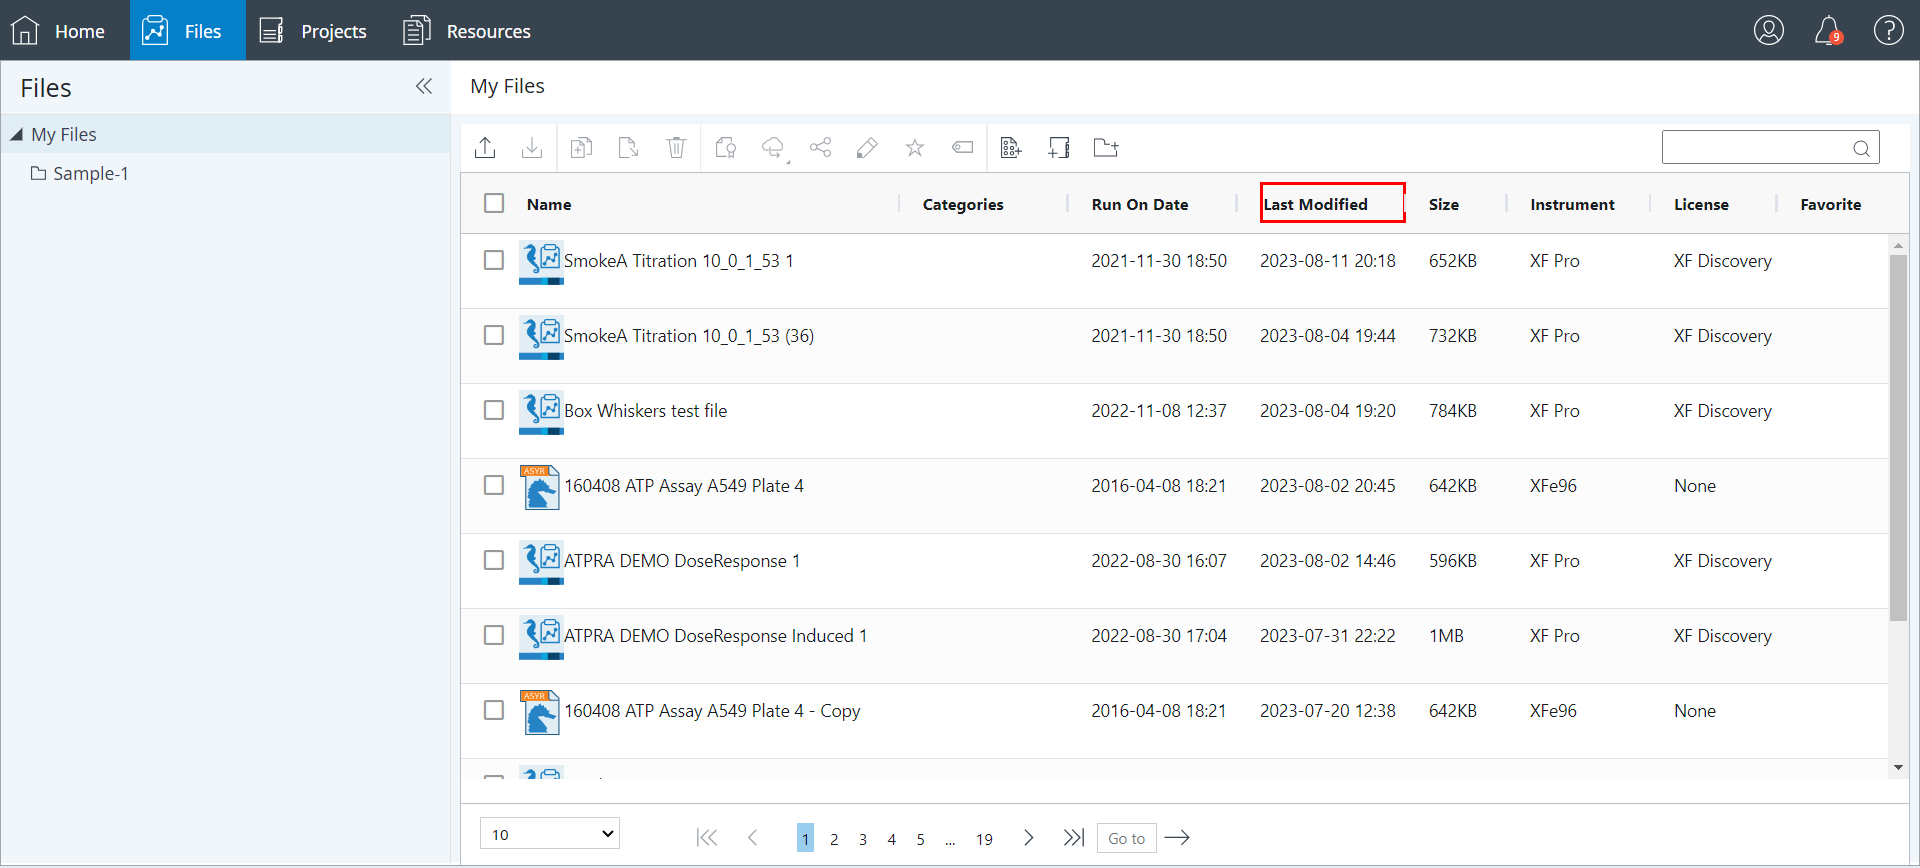 Home Files Projects Resources 9
Files
My Files
Sample-1
My Files
Name Categories Run On Date Last Modified Size Instrument License Favorite
SmokeA Titration 10_0_1_53 1 2021-11-30 18:50 2023-08-11 20:18 652KB XF Pro XF Discovery
SmokeA Titration 10_0_1_53 (36) 2021-11-30 18:50 2023-08-04 19:44 732KB XF Pro XF Discovery
Box Whiskers test file 2022-11-08 12:37 2023-08-04 19:20 784KB XF Pro XF Discovery
ASYR 160408 ATP Assay A549 Plate 4 2016-04-08 18:21 2023-08-02 20:45 642KB XFe96 None
ATPRA DEMO DoseResponse 1 2022-08-30 16:07 2023-08-02 14:46 596KB XF Pro XF Discovery
ATPRA DEMO DoseResponse Induced 1 2022-08-30 17:04 2023-07-31 22:22 1MB XF Pro XF Discovery
ASYR 160408 ATP Assay A549 Plate 4 - Copy 2016-04-08 18:21 2023-07-20 12:38 642KB XFe96 None
10 1 2 3 4 5 ... 19 Go to